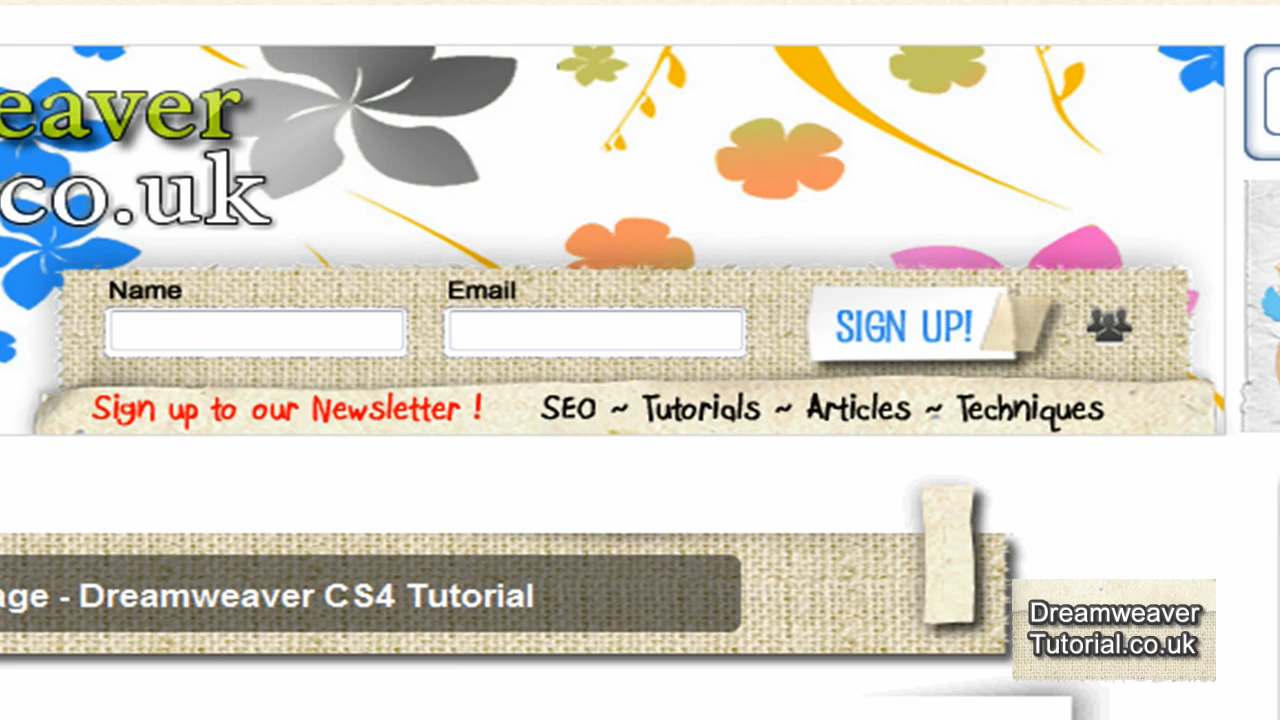 eaver
.co.uk
Name Email
SIGN UP!
Sign up to our Newsletter ! SEO ~ Tutorials ~ Articles ~ Techniques
age - Dreamweaver CS4 Tutorial
Dreamweaver
Tutorial.co.uk